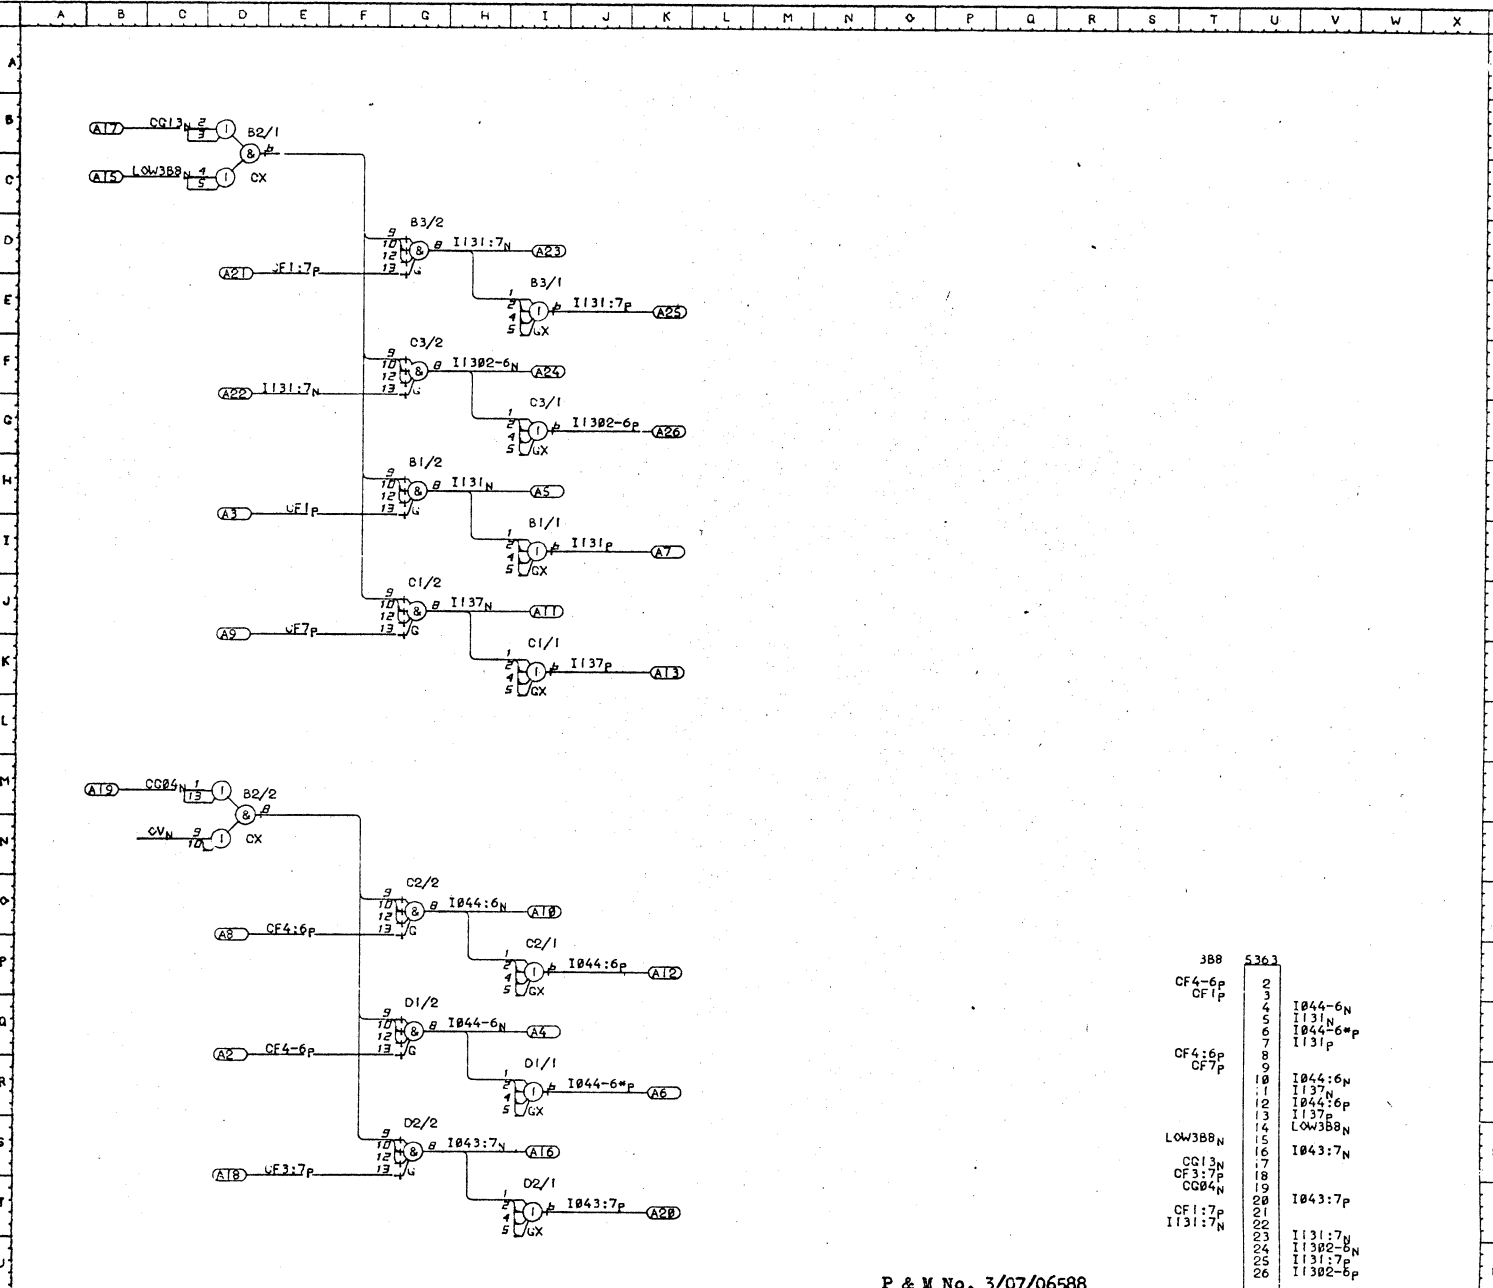 A B C D E F G H I J K L M N O P Q R S T U V W X
A
B
A17 CG13N 2 3 1 B2/1
& 6
C
A15 LOW3B8N 4 5 1 CX
B3/2
D
9 10 12 13 & 8 I131:7N A23
A21 CF1:7P G
B3/1
E
1 2 4 5 1 6 I131:7P A25
GX
C3/2
F
9 10 12 13 & 8 I1302-6N A24
A22 I131:7N G
C3/1
G
1 2 4 5 1 6 I1302-6P A26
GX
B1/2
H
9 10 12 13 & 8 I131N A5
A3 CF1P G
B1/1
I
1 2 4 5 1 6 I131P A7
GX
C1/2
J
9 10 12 13 & 8 I137N A11
A9 CF7P G
C1/1
K
1 2 4 5 1 6 I137P A13
GX
L
M
A19 CG04N 1 13 1 B2/2
& 8
N
CVN 9 10 1 CX
C2/2
O
9 10 12 13 & 8 I044:6N A10
A8 CF4:6P G
C2/1
P
1 2 4 5 1 6 I044:6P A12
GX
D1/2
Q
9 10 12 13 & 8 I044-6N A4
A2 CF4-6P G
D1/1
R
1 2 4 5 1 6 I044-6*P A6
GX
D2/2
S
9 10 12 13 & 8 I043:7N A16
A18 CF3:7P G
D2/1
T
1 2 4 5 1 6 I043:7P A20
GX
U
3B8 5363
CF4-6P 2
CF1P 3
4 I044-6N
5 I131N
6 I044-6*P
7 I131P
CF4:6P 8
CF7P 9
10 I044:6N
11 I137N
12 I044:6P
13 I137P
14 LOW3B8N
LOW3B8N 15
16 I043:7N
CG13N 17
CF3:7P 18
CG04N 19
20 I043:7P
CF1:7P 21
I131:7N 22
23 I131:7N
24 I1302-6N
25 I131:7P
26 I1302-6P
P & M No. 3/07/06588